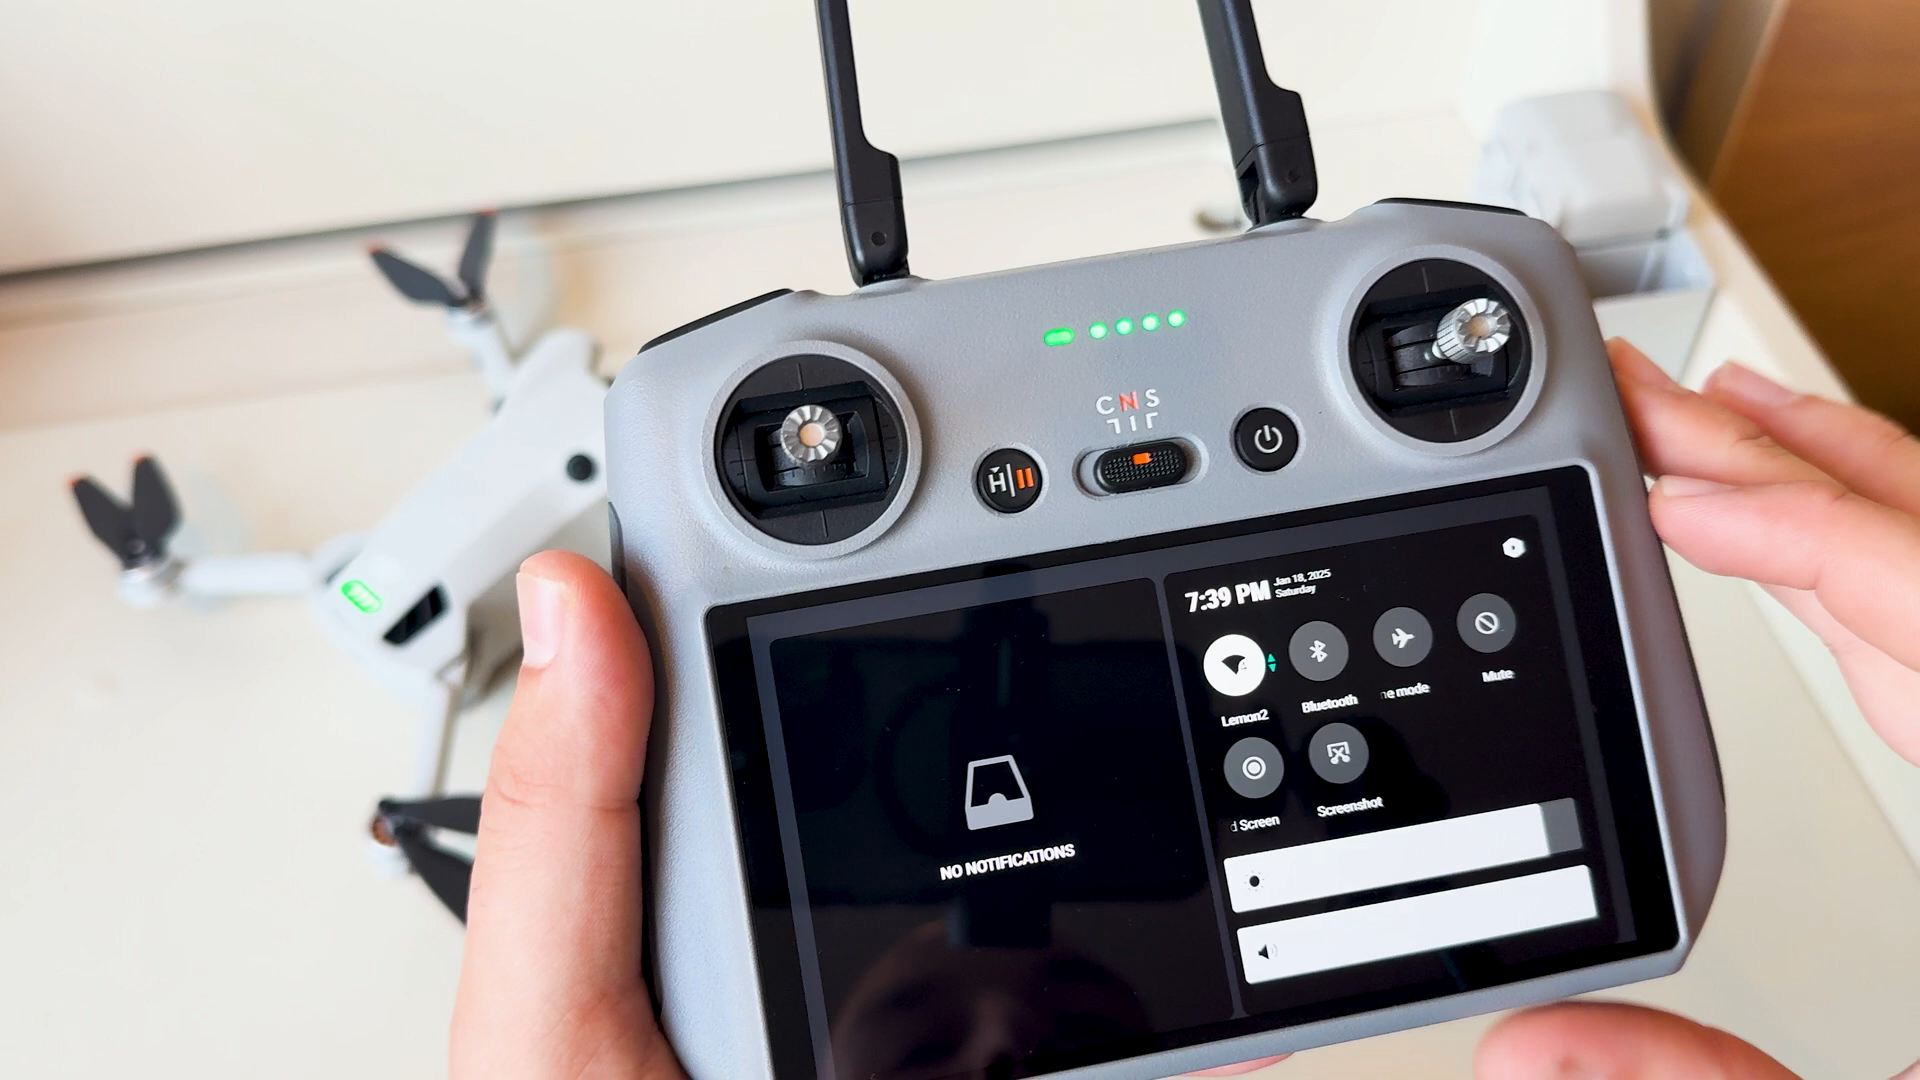 C N S
H
7:39 PM
Jan 18, 2025
Saturday
Lemon2
Bluetooth
ne mode
Mute
d Screen
Screenshot
NO NOTIFICATIONS